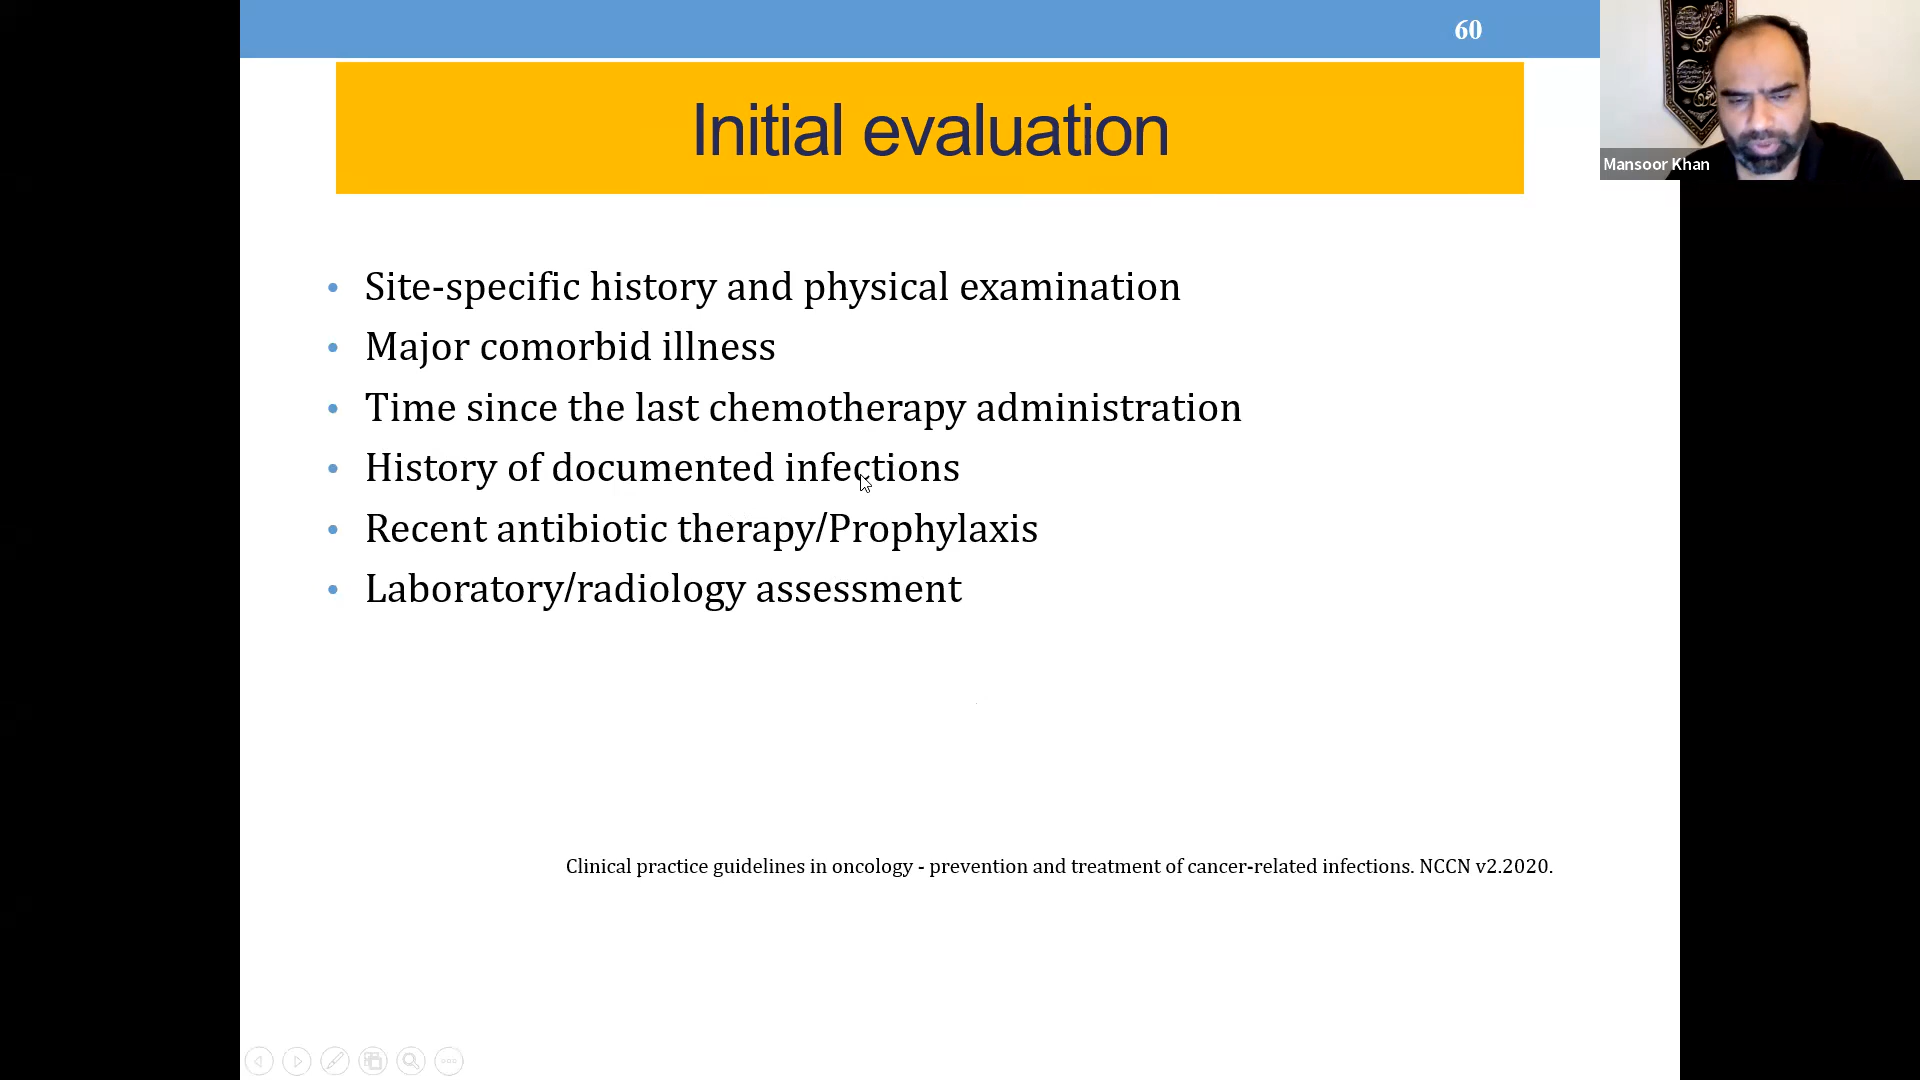 60
Initial evaluation
Mansoor Khan
• Site-specific history and physical examination
• Major comorbid illness
• Time since the last chemotherapy administration
• History of documented infections
• Recent antibiotic therapy/Prophylaxis
• Laboratory/radiology assessment
Clinical practice guidelines in oncology - prevention and treatment of cancer-related infections. NCCN v2.2020.